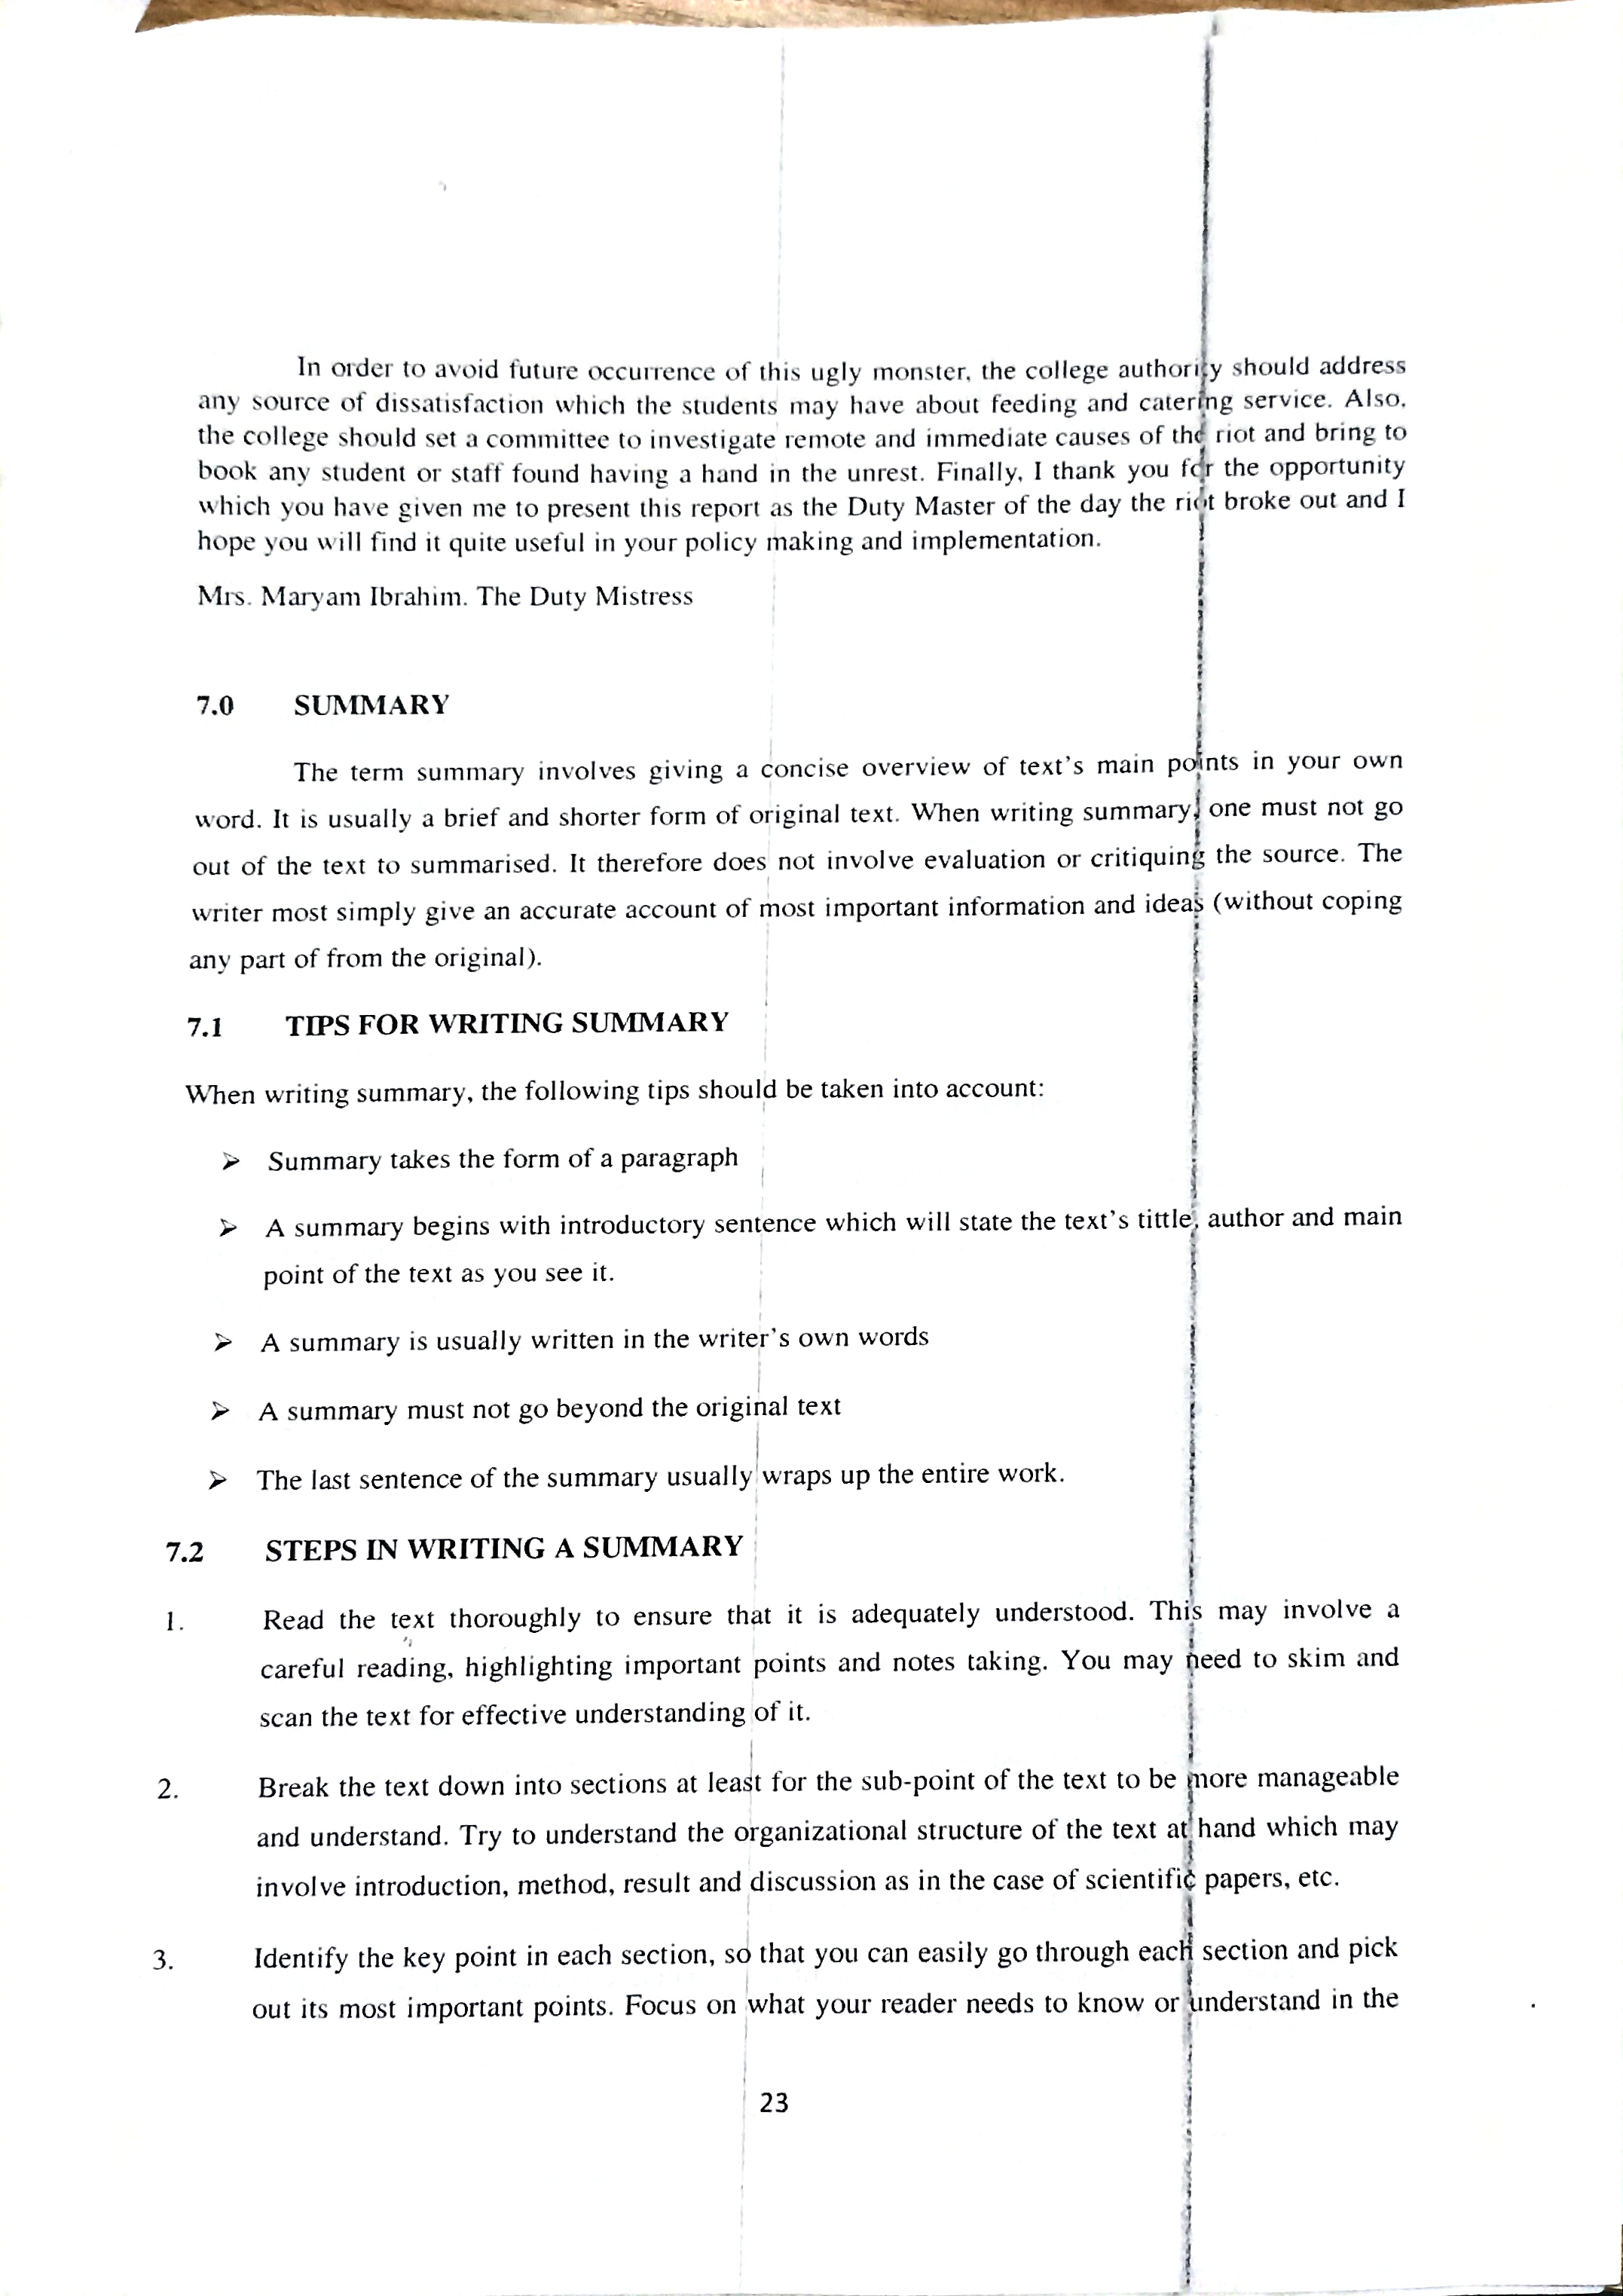 In order to avoid future occurrence of this ugly monster, the college authority should address
any source of dissatisfaction which the students may have about feeding and catering service. Also,
the college should set a committee to investigate remote and immediate causes of the riot and bring to
book any student or staff found having a hand in the unrest. Finally, I thank you for the opportunity
which you have given me to present this report as the Duty Master of the day the riot broke out and I
hope you will find it quite useful in your policy making and implementation.
Mrs. Maryam Ibrahim. The Duty Mistress
7.0 SUMMARY
The term summary involves giving a concise overview of text's main points in your own
word. It is usually a brief and shorter form of original text. When writing summary, one must not go
out of the text to summarised. It therefore does not involve evaluation or critiquing the source. The
writer most simply give an accurate account of most important information and ideas (without coping
any part of from the original).
7.1 TIPS FOR WRITING SUMMARY
When writing summary, the following tips should be taken into account:
➢ Summary takes the form of a paragraph
➢ A summary begins with introductory sentence which will state the text's tittle, author and main
point of the text as you see it.
➢ A summary is usually written in the writer's own words
➢ A summary must not go beyond the original text
➢ The last sentence of the summary usually wraps up the entire work.
7.2 STEPS IN WRITING A SUMMARY
1. Read the text thoroughly to ensure that it is adequately understood. This may involve a
careful reading, highlighting important points and notes taking. You may need to skim and
scan the text for effective understanding of it.
2. Break the text down into sections at least for the sub-point of the text to be more manageable
and understand. Try to understand the organizational structure of the text at hand which may
involve introduction, method, result and discussion as in the case of scientific papers, etc.
3. Identify the key point in each section, so that you can easily go through each section and pick
out its most important points. Focus on what your reader needs to know or understand in the
23